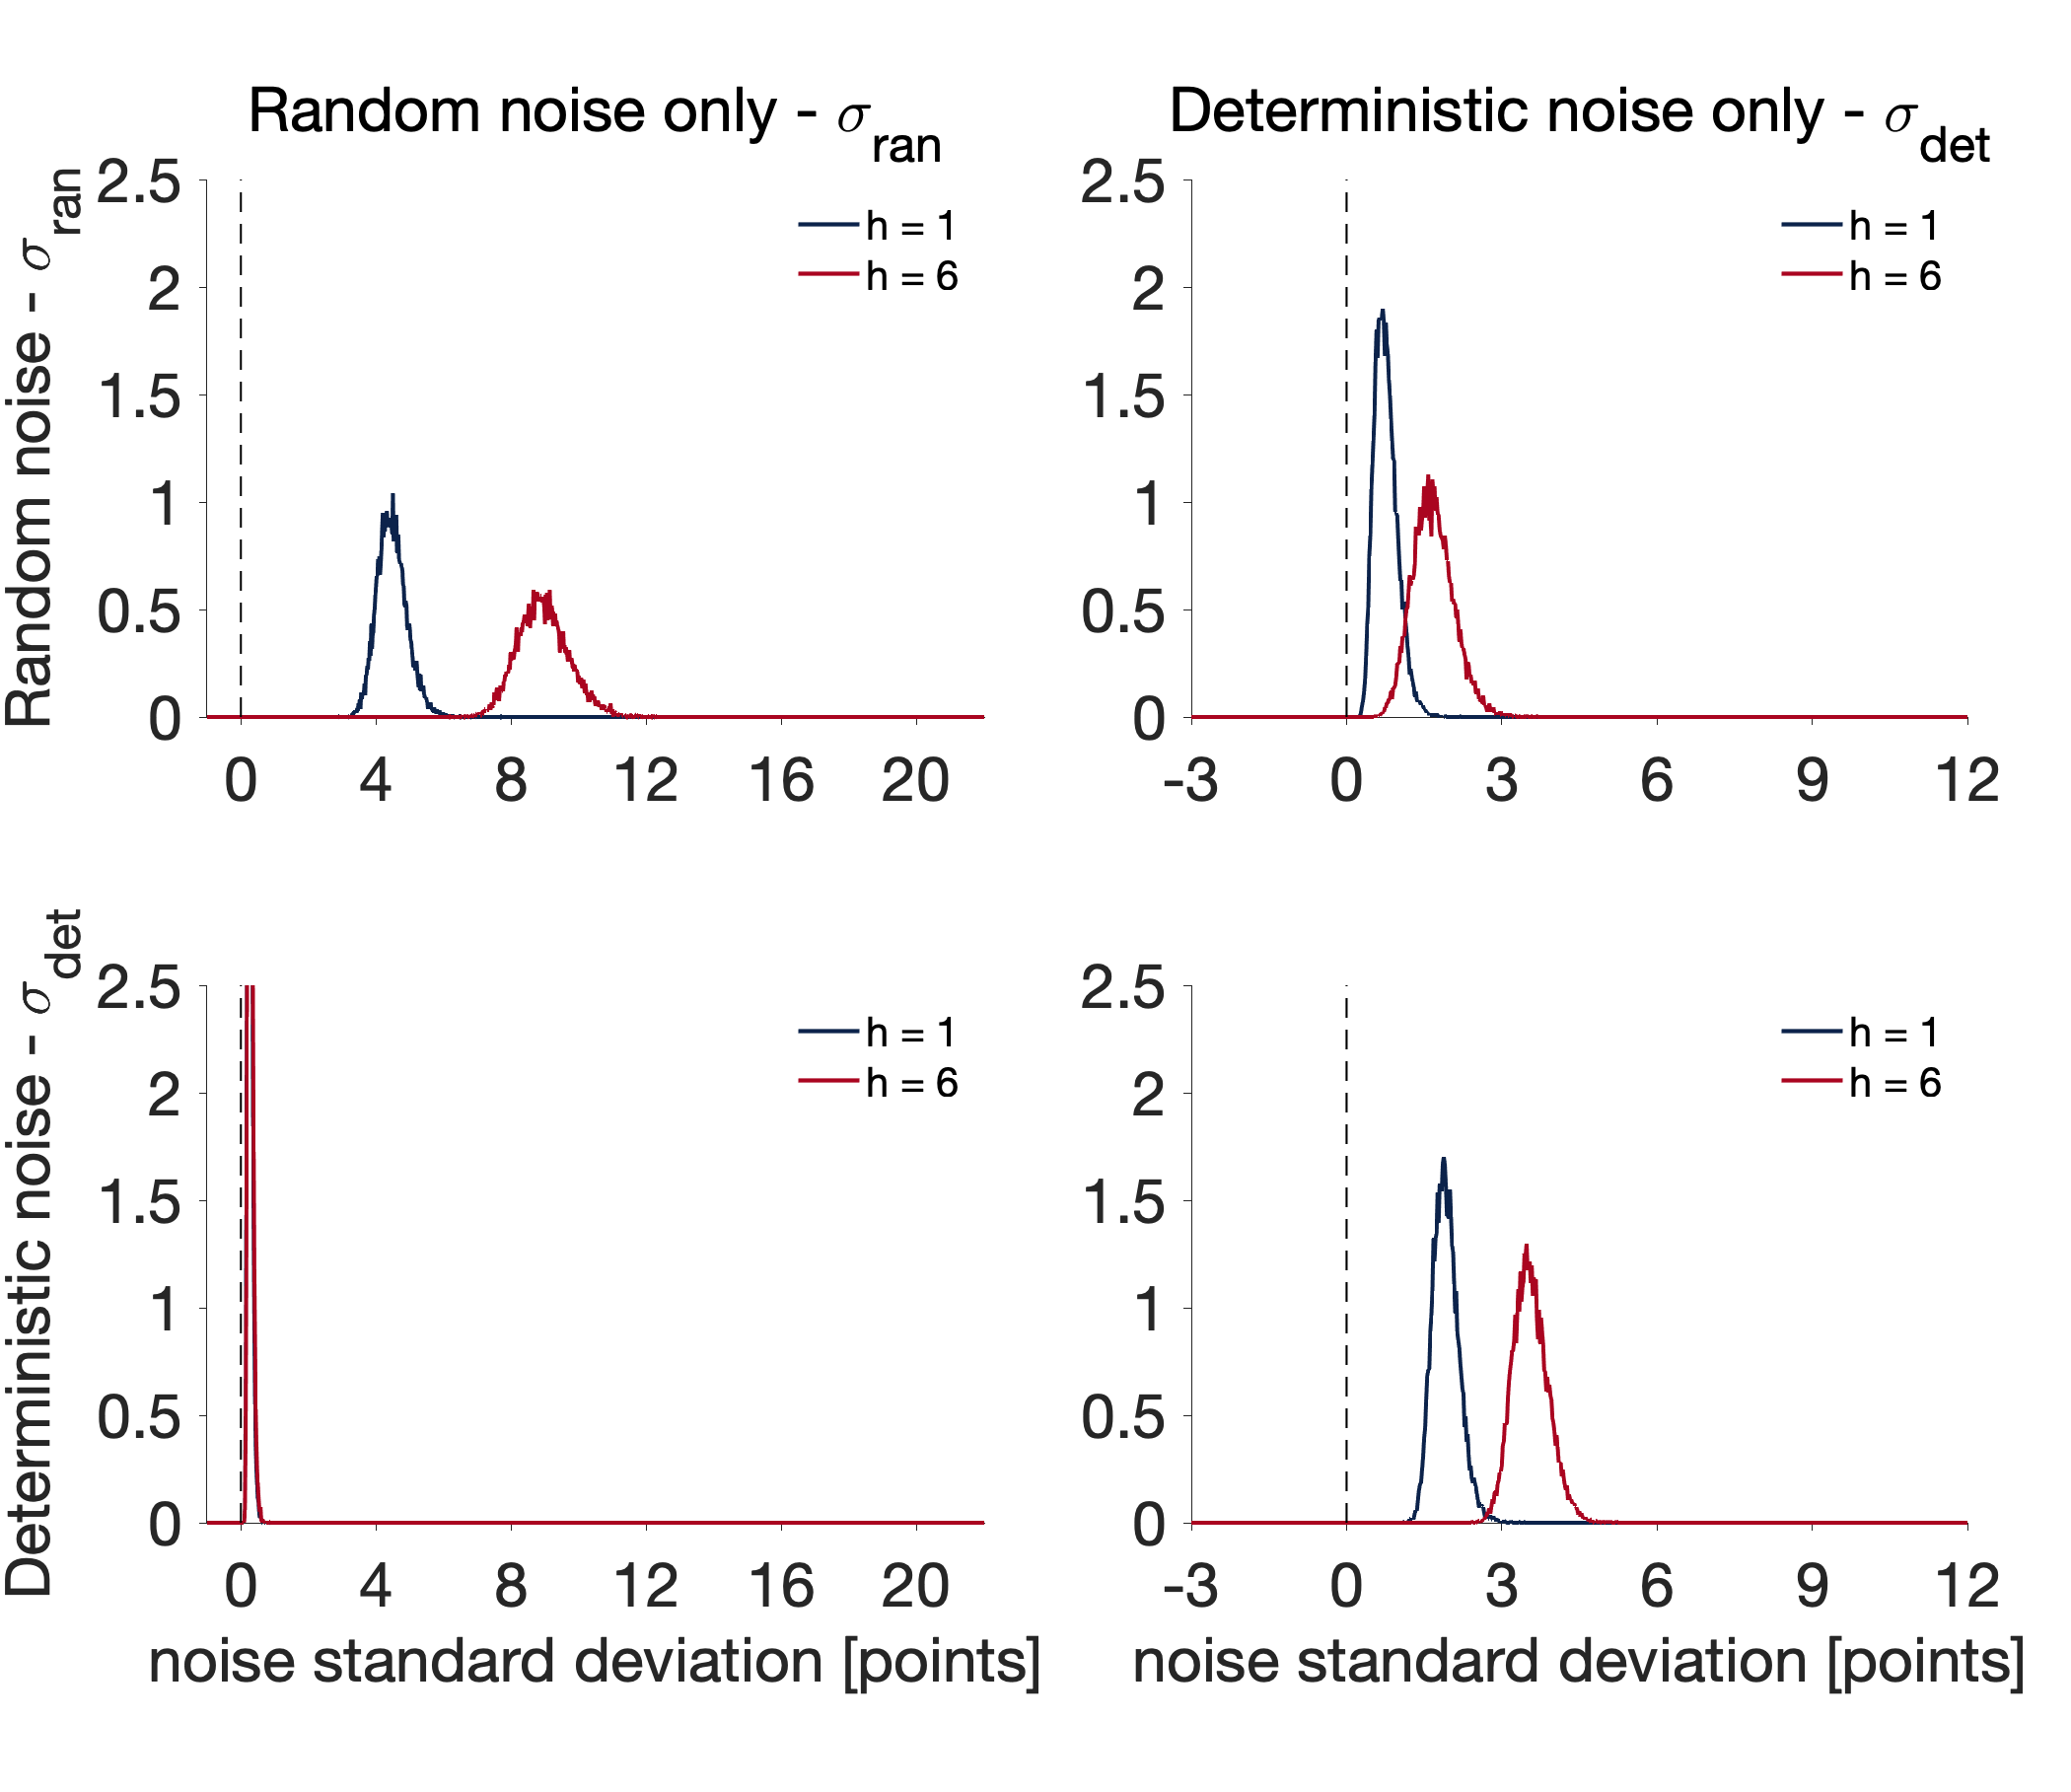 Random noise only - σran
Deterministic noise only - σdet
Random noise - σran
2.5
2
1.5
1
0.5
0
h = 1
h = 6
0 4 8 12 16 20
2.5
2
1.5
1
0.5
0
h = 1
h = 6
-3 0 3 6 9 12
Deterministic noise - σdet
2.5
2
1.5
1
0.5
0
h = 1
h = 6
0 4 8 12 16 20
noise standard deviation [points]
2.5
2
1.5
1
0.5
0
h = 1
h = 6
-3 0 3 6 9 12
noise standard deviation [points]